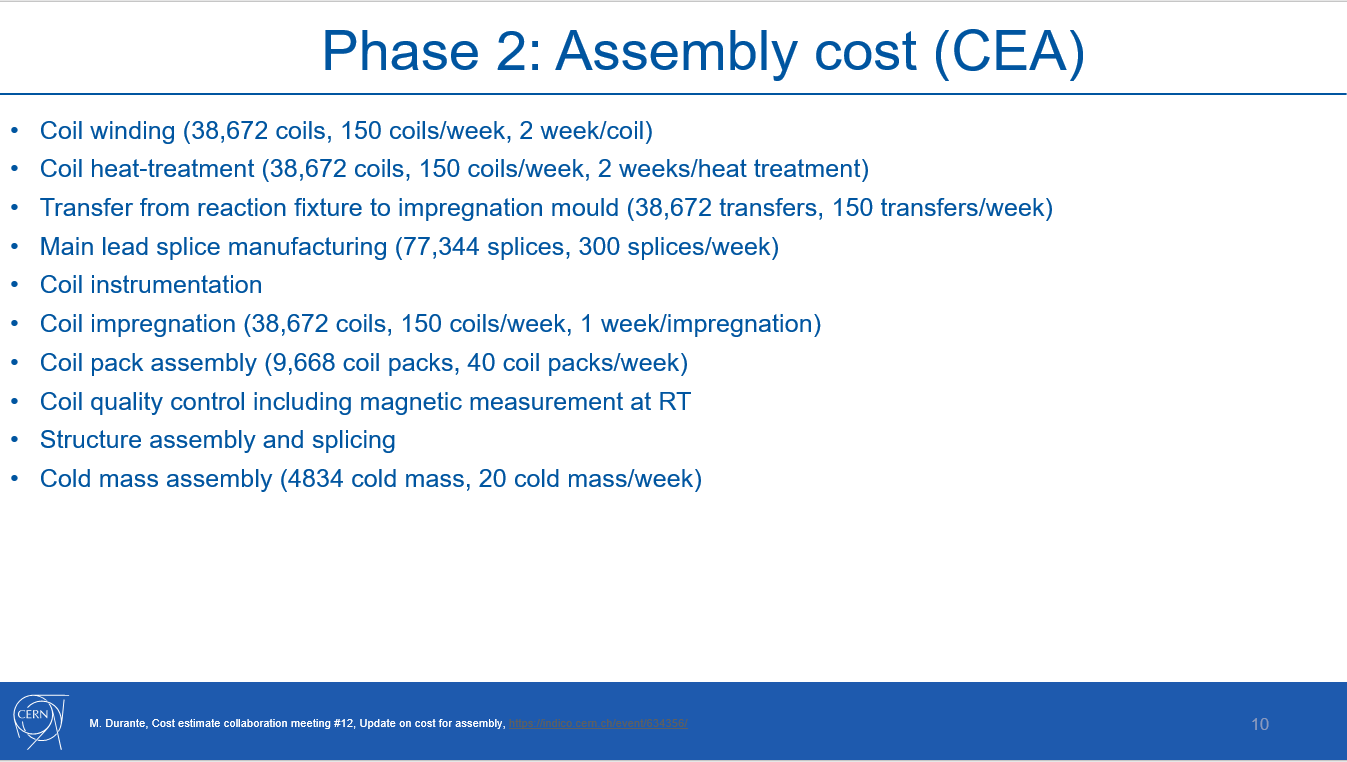 Phase 2: Assembly cost (CEA)
• Coil winding (38,672 coils, 150 coils/week, 2 week/coil)
• Coil heat-treatment (38,672 coils, 150 coils/week, 2 weeks/heat treatment)
• Transfer from reaction fixture to impregnation mould (38,672 transfers, 150 transfers/week)
• Main lead splice manufacturing (77,344 splices, 300 splices/week)
• Coil instrumentation
• Coil impregnation (38,672 coils, 150 coils/week, 1 week/impregnation)
• Coil pack assembly (9,668 coil packs, 40 coil packs/week)
• Coil quality control including magnetic measurement at RT
• Structure assembly and splicing
• Cold mass assembly (4834 cold mass, 20 cold mass/week)
CERN
M. Durante, Cost estimate collaboration meeting #12, Update on cost for assembly,
10